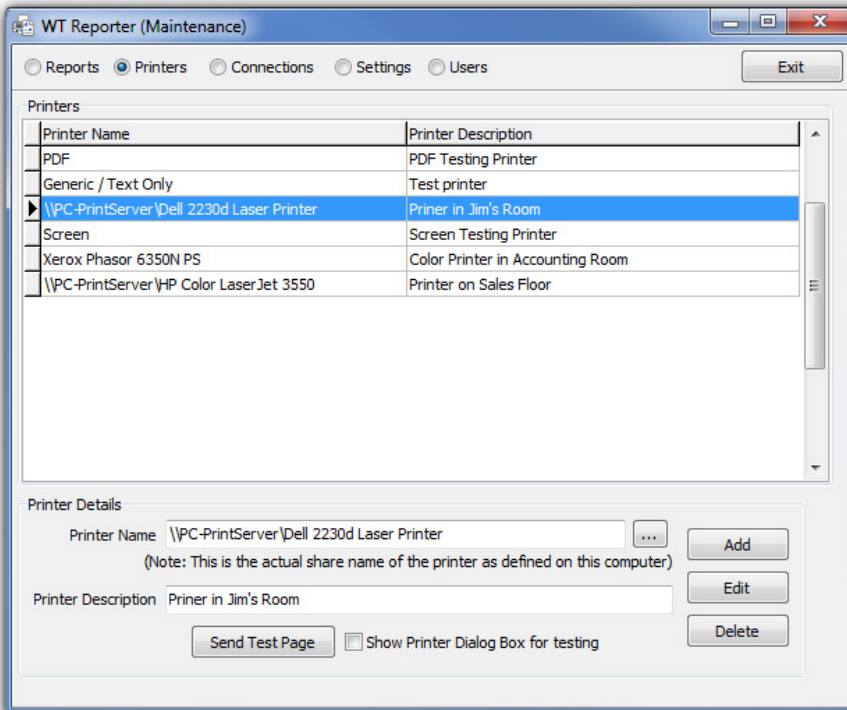 WT Reporter (Maintenance)
Reports Printers Connections Settings Users Exit
Printers
Printer Name Printer Description
PDF PDF Testing Printer
Generic / Text Only Test printer
\\PC-PrintServer\Dell 2230d Laser Printer Priner in Jim's Room
Screen Screen Testing Printer
Xerox Phasor 6350N PS Color Printer in Accounting Room
\\PC-PrintServer\HP Color LaserJet 3550 Printer on Sales Floor
Printer Details
Printer Name \\PC-PrintServer\Dell 2230d Laser Printer ... Add
(Note: This is the actual share name of the printer as defined on this computer)
Edit
Printer Description Priner in Jim's Room
Delete
Send Test Page Show Printer Dialog Box for testing